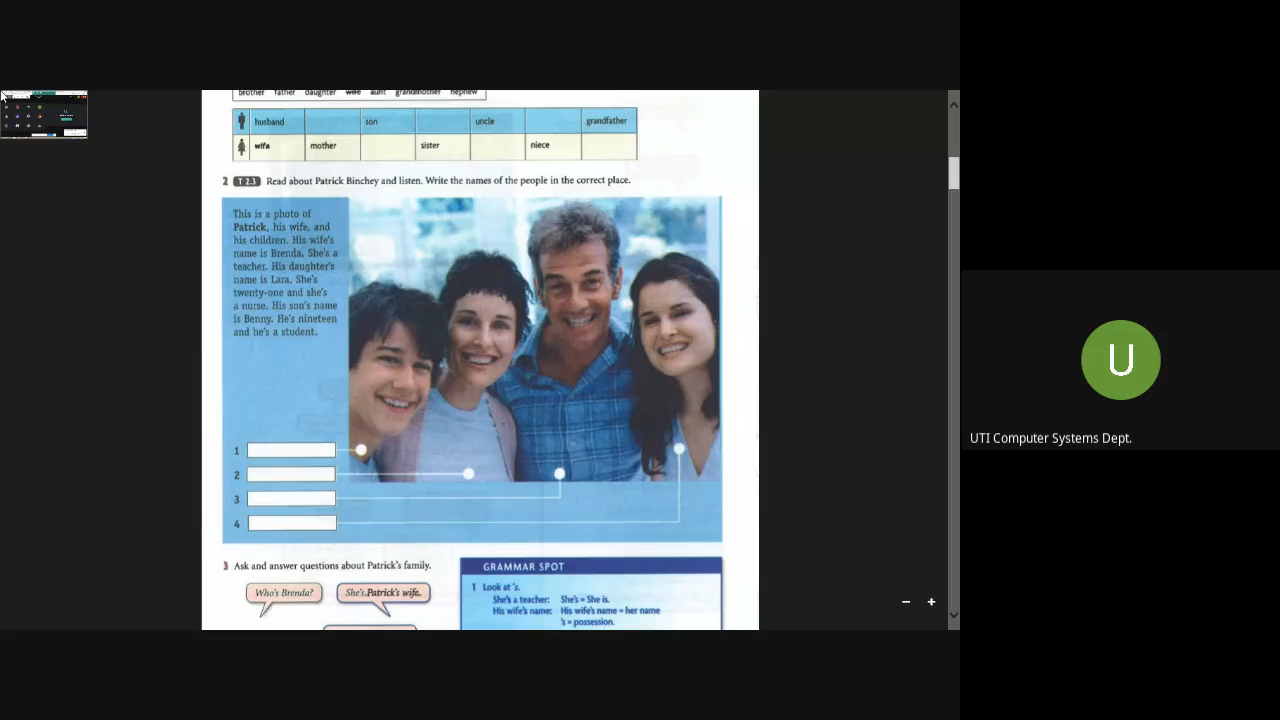 brother father daughter wife aunt grandmother nephew
husband son uncle grandfather
wife mother sister niece
2 T 2.3 Read about Patrick Binchey and listen. Write the names of the people in the correct place.
This is a photo of
Patrick, his wife, and
his children. His wife's
name is Brenda. She's a
teacher. His daughter's
name is Lara. She's
twenty-one and she's
a nurse. His son's name
is Benny. He's nineteen
and he's a student.
1
2
3
4
3 Ask and answer questions about Patrick's family.
Who's Brenda?
She's Patrick's wife.
GRAMMAR SPOT
1 Look at 's.
She's a teacher: She's = She is.
His wife's name: His wife's name = her name
's = possession.
U
UTI Computer Systems Dept.